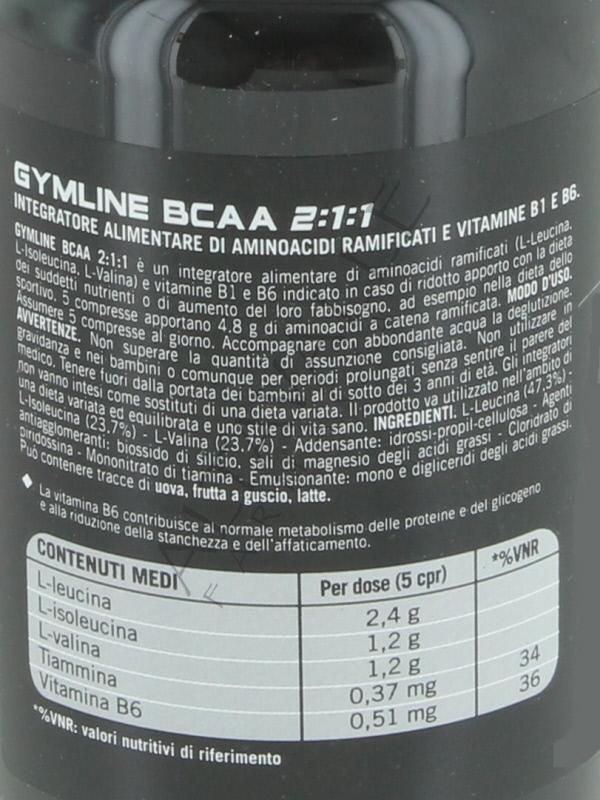 GYMLINE BCAA 2:1:1
INTEGRATORE ALIMENTARE DI AMINOACIDI RAMIFICATI E VITAMINE B1 E B6.
GYMLINE BCAA 2:1:1 è un integratore alimentare di aminoacidi ramificati (L-Leucina,
L-Isoleucina, L-Valina) e vitamine B1 e B6 indicato in caso di ridotto apporto con la dieta
dei suddetti nutrienti o di aumento del loro fabbisogno, ad esempio nella dieta dello
sportivo. 5 compresse apportano 4,8 g di aminoacidi a catena ramificata. MODO D'USO.
Assumere 5 compresse al giorno. Accompagnare con abbondante acqua la deglutizione.
AVVERTENZE. Non superare la quantità di assunzione consigliata. Non utilizzare in
gravidanza e nei bambini o comunque per periodi prolungati senza sentire il parere del
medico. Tenere fuori dalla portata dei bambini al di sotto dei 3 anni di età. Gli integratori
non vanno intesi come sostituti di una dieta variata. Il prodotto va utilizzato nell'ambito di
una dieta variata ed equilibrata e uno stile di vita sano. INGREDIENTI. L-Leucina (47,3%) -
L-Isoleucina (23,7%) - L-Valina (23,7%) - Addensante: idrossi-propil-cellulosa - Agenti
antiagglomeranti: biossido di silicio, sali di magnesio degli acidi grassi - Cloridrato di
piridossina - Mononitrato di tiamina - Emulsionante: mono e digliceridi degli acidi grassi.
Può contenere tracce di uova, frutta a guscio, latte.
La vitamina B6 contribuisce al normale metabolismo delle proteine e del glicogeno
e alla riduzione della stanchezza e dell'affaticamento.
CONTENUTI MEDI Per dose (5 cpr) *%VNR
L-leucina 2,4 g
L-isoleucina 1,2 g
L-valina 1,2 g
Tiammina 0,37 mg 34
Vitamina B6 0,51 mg 36
*%VNR: valori nutritivi di riferimento